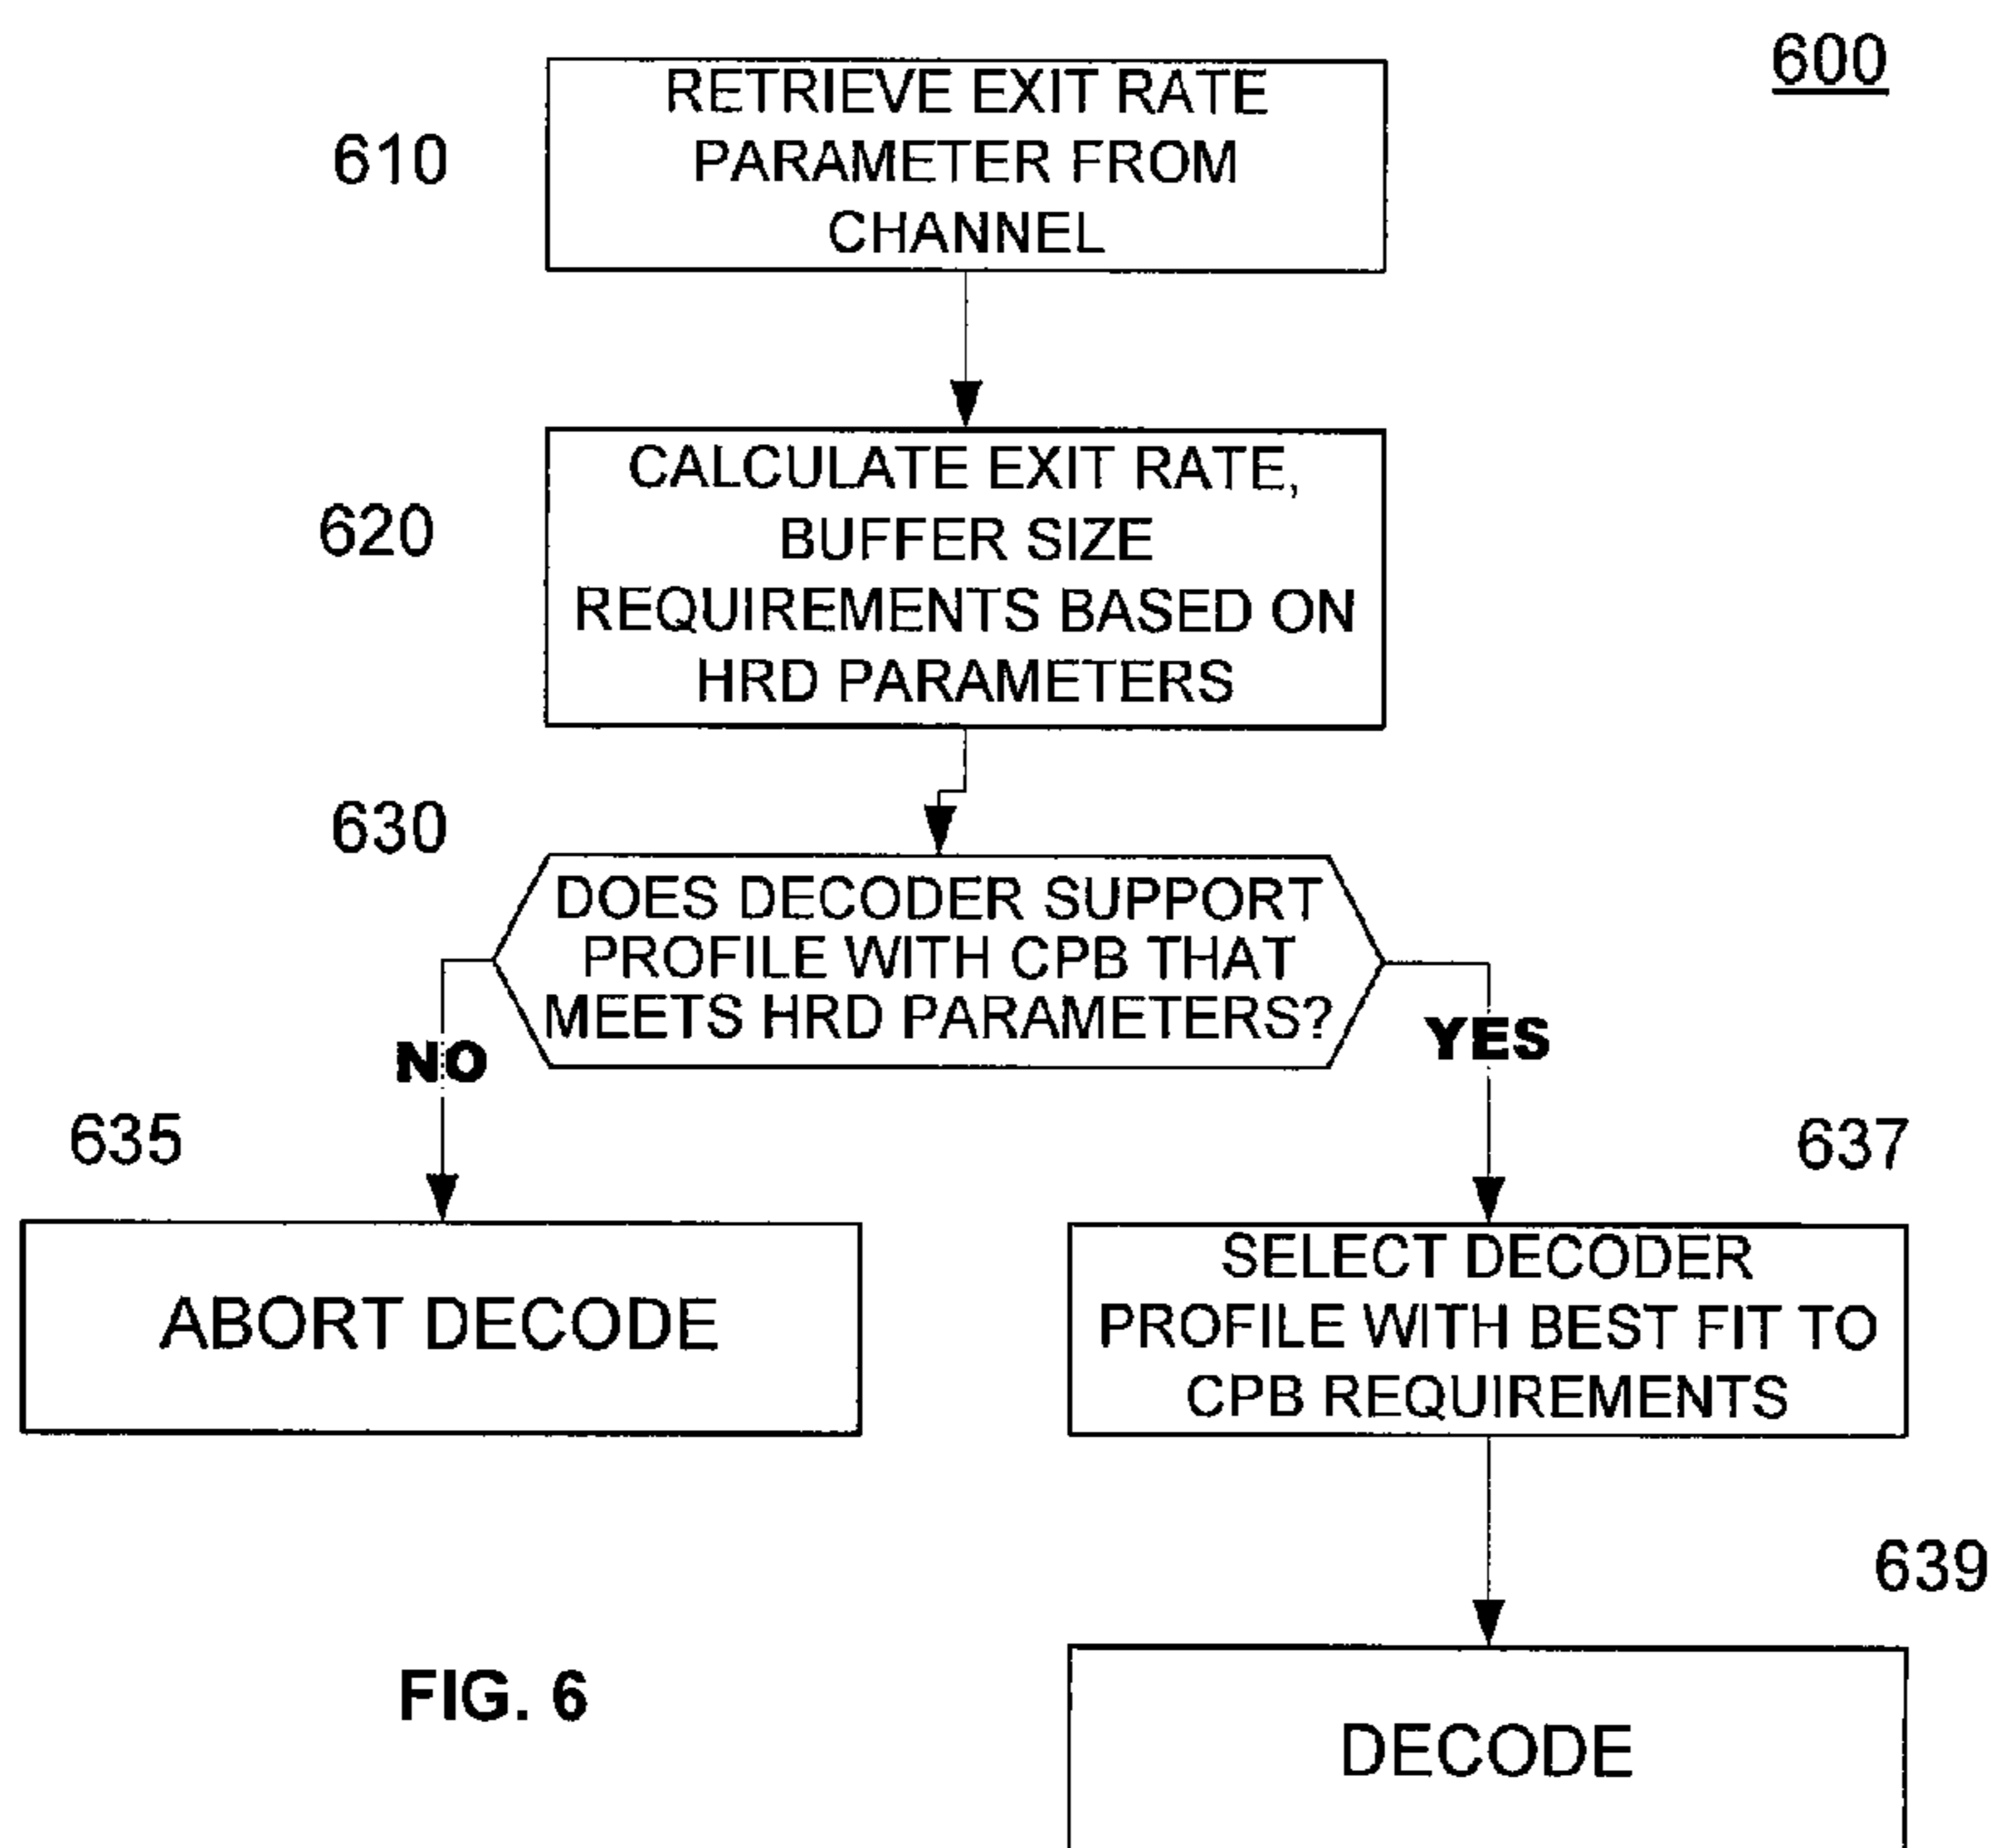 600
RETRIEVE EXIT RATE
PARAMETER FROM
CHANNEL
610
CALCULATE EXIT RATE,
BUFFER SIZE
REQUIREMENTS BASED ON
HRD PARAMETERS
620
630
DOES DECODER SUPPORT
PROFILE WITH CPB THAT
MEETS HRD PARAMETERS?
NO
YES
635
637
ABORT DECODE
SELECT DECODER
PROFILE WITH BEST FIT TO
CPB REQUIREMENTS
639
FIG. 6
DECODE